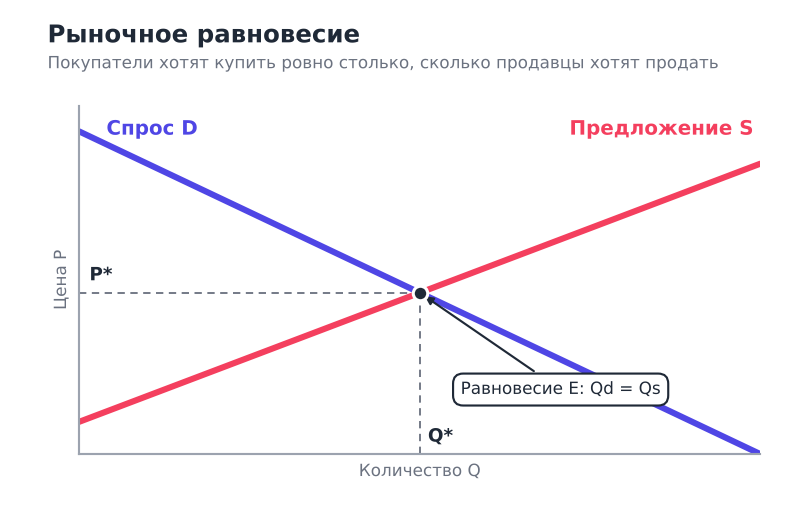 Рыночное равновесие
Покупатели хотят купить ровно столько, сколько продавцы хотят продать
Спрос D
Предложение S
Цена P
P*
Равновесие E: Qd = Qs
Q*
Количество Q